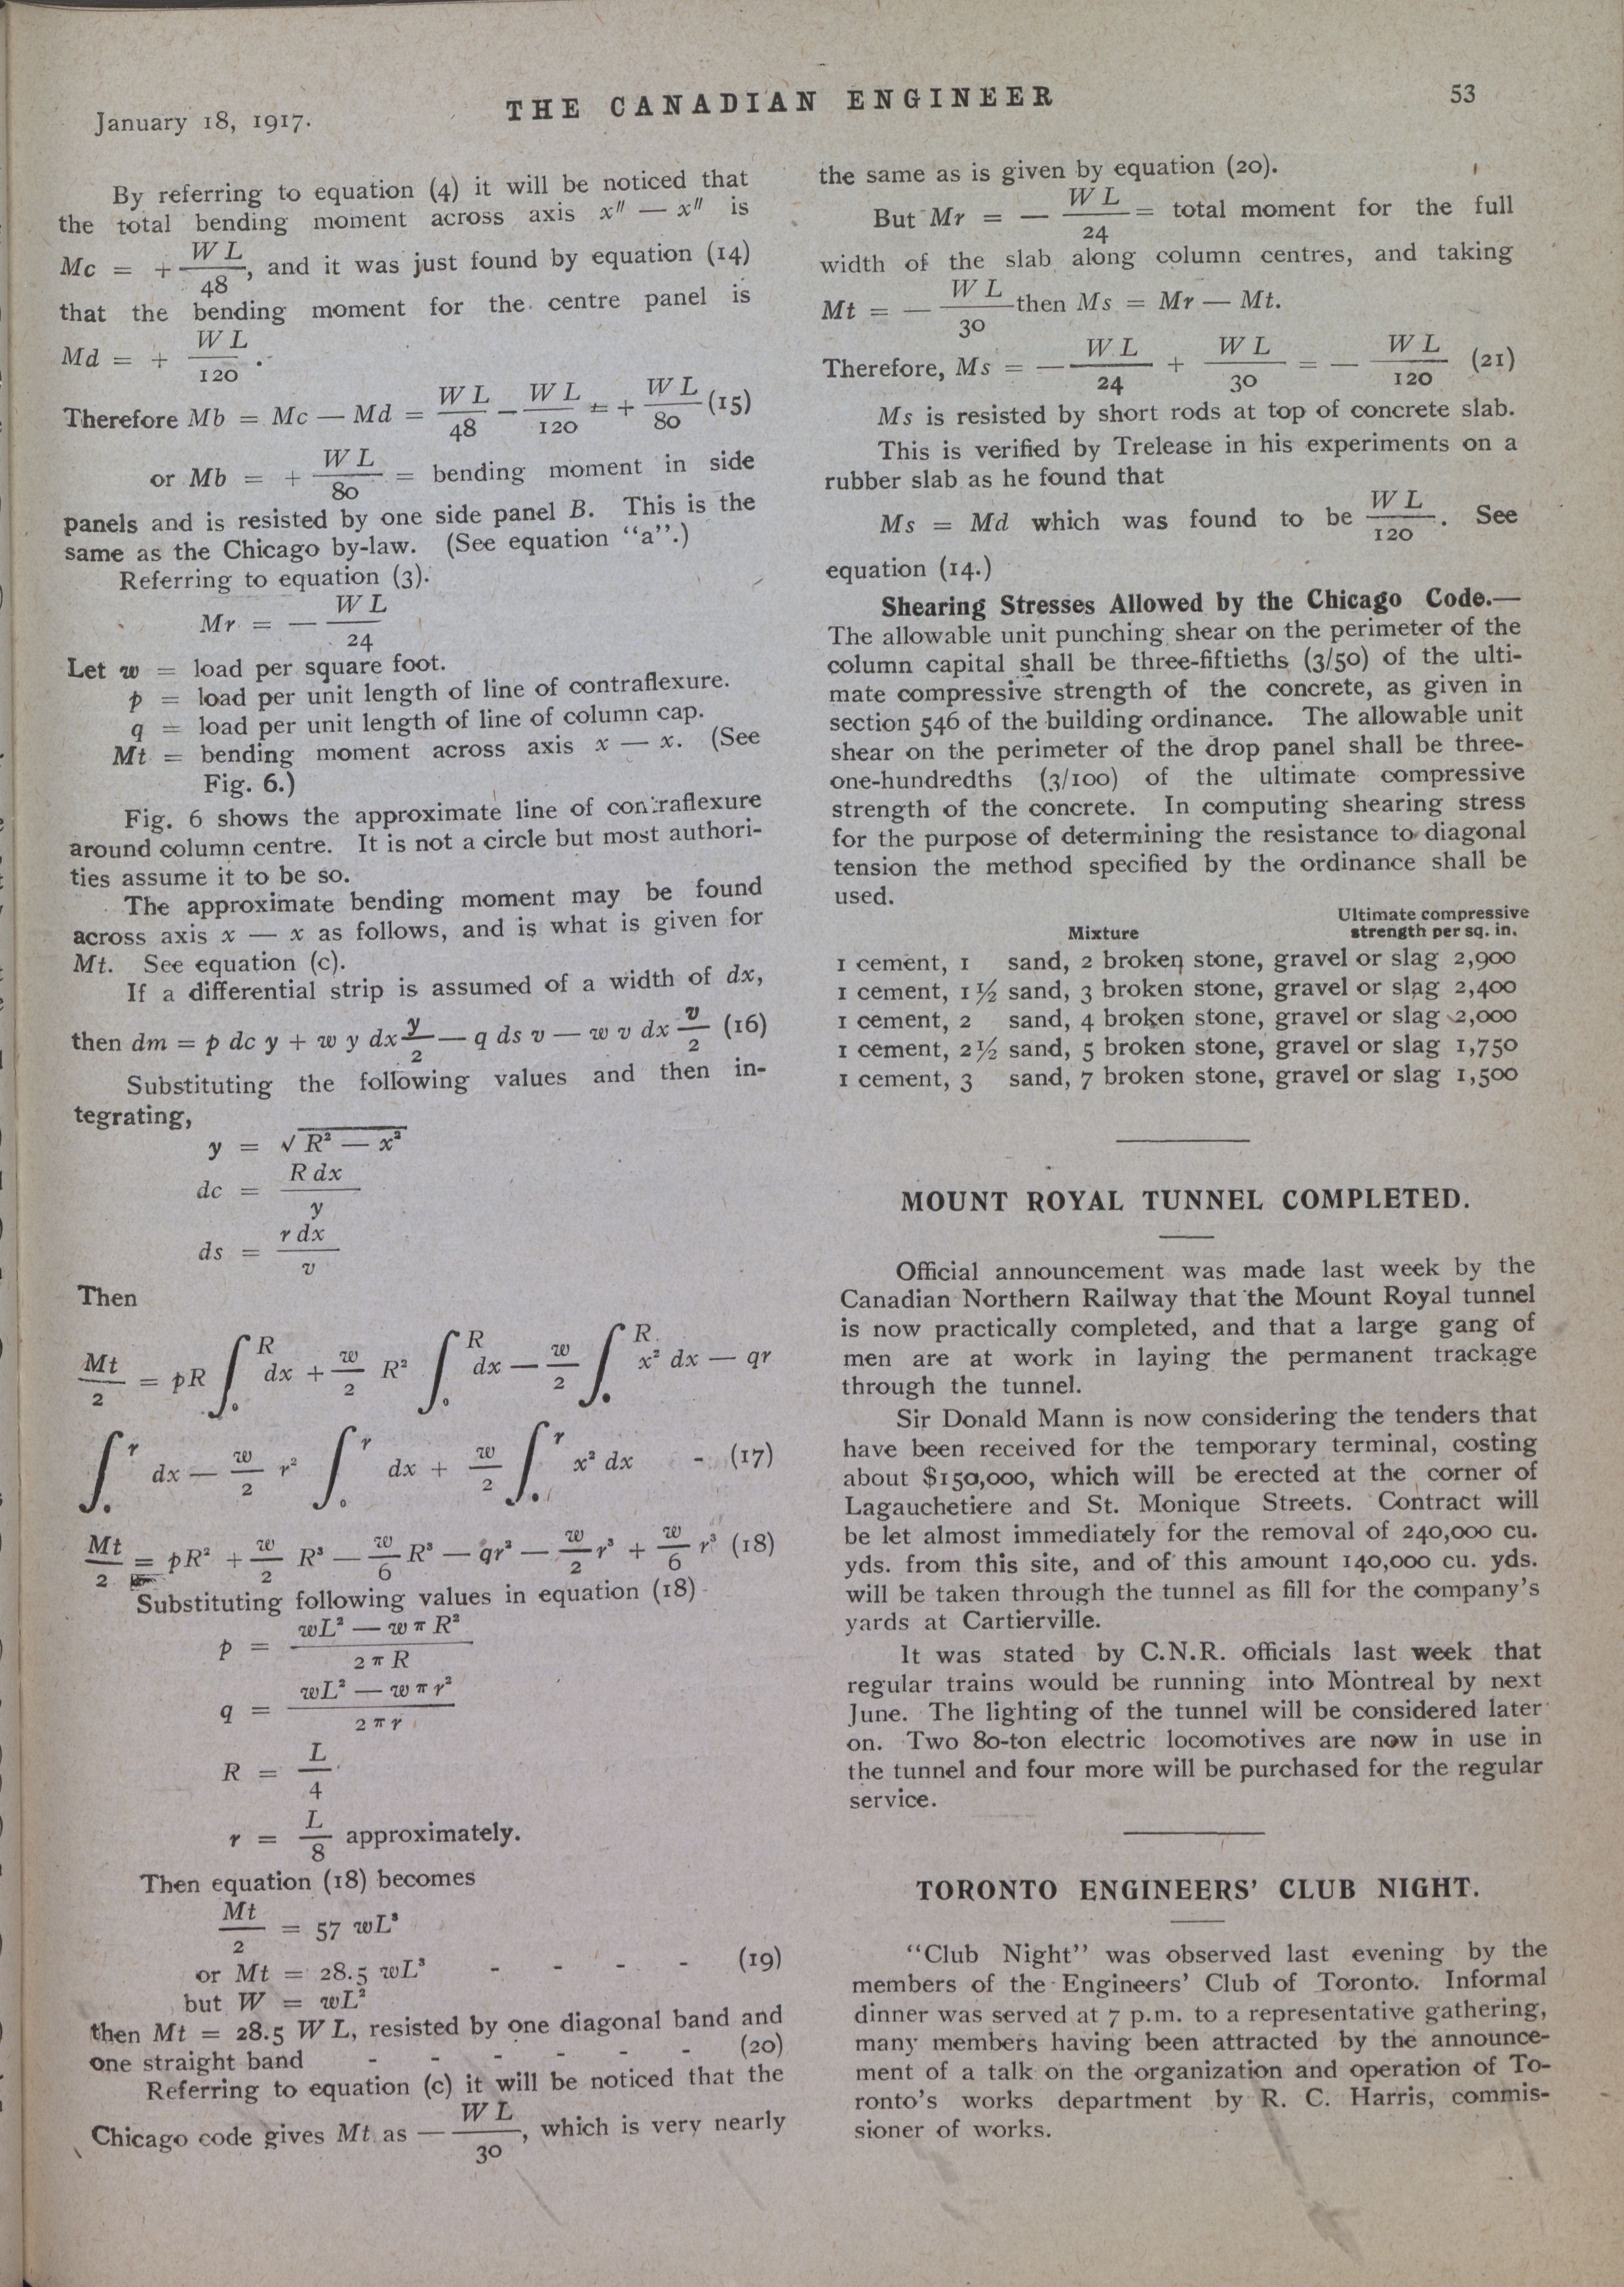 January 18, 1917.
THE CANADIAN ENGINEER
53
By referring to equation (4) it will be noticed that
the total bending moment across axis x″ — x″ is
Mc = + W L / 48, and it was just found by equation (14)
that the bending moment for the centre panel is
Md = + W L / 120 .
Therefore Mb = Mc — Md = W L / 48 — W L / 120 = + W L / 80 (15)
or Mb = + W L / 80 = bending moment in side
panels and is resisted by one side panel B. This is the
same as the Chicago by-law. (See equation “a”.)
Referring to equation (3).
Mr = — W L / 24
Let w = load per square foot.
p = load per unit length of line of contraflexure.
q = load per unit length of line of column cap.
Mt = bending moment across axis x — x. (See
Fig. 6.)
Fig. 6 shows the approximate line of contraflexure
around column centre. It is not a circle but most authori-
ties assume it to be so.
The approximate bending moment may be found
across axis x — x as follows, and is what is given for
Mt. See equation (c).
If a differential strip is assumed of a width of dx,
then dm = p dc y + w y dx y / 2 — q ds v — w v dx v / 2 (16)
Substituting the following values and then in-
tegrating,
y = √ R² — x²
dc = R dx / y
ds = r dx / v
Then
Mt / 2 = pR ∫₀^R dx + w / 2 R² ∫₀^R dx — w / 2 ∫₀^R x² dx — qr
∫₀^r dx — w / 2 r² ∫₀^r dx + w / 2 ∫₀^r x² dx - (17)
Mt / 2 = pR² + w / 2 R³ — w / 6 R³ — qr² — w / 2 r³ + w / 6 r³ (18)
Substituting following values in equation (18)
p = wL² — w π R² / 2 π R
q = wL² — w π r² / 2 π r
R = L / 4
r = L / 8 approximately.
Then equation (18) becomes
Mt / 2 = 57 wL³
or Mt = 28.5 wL³ - - - - (19)
but W = wL²
then Mt = 28.5 W L, resisted by one diagonal band and
one straight band - - - - - - (20)
Referring to equation (c) it will be noticed that the
Chicago code gives Mt as — W L / 30, which is very nearly
the same as is given by equation (20).
But Mr = — W L / 24 = total moment for the full
width of the slab along column centres, and taking
Mt = — W L / 30 then Ms = Mr — Mt.
Therefore, Ms = — W L / 24 + W L / 30 = — W L / 120 (21)
Ms is resisted by short rods at top of concrete slab.
This is verified by Trelease in his experiments on a
rubber slab as he found that
Ms = Md which was found to be W L / 120. See
equation (14.)
Shearing Stresses Allowed by the Chicago Code.—
The allowable unit punching shear on the perimeter of the
column capital shall be three-fiftieths (3/50) of the ulti-
mate compressive strength of the concrete, as given in
section 546 of the building ordinance. The allowable unit
shear on the perimeter of the drop panel shall be three-
one-hundredths (3/100) of the ultimate compressive
strength of the concrete. In computing shearing stress
for the purpose of determining the resistance to diagonal
tension the method specified by the ordinance shall be
used.
Ultimate compressive
Mixture strength per sq. in.
1 cement, 1 sand, 2 broken stone, gravel or slag 2,900
1 cement, 1½ sand, 3 broken stone, gravel or slag 2,400
1 cement, 2 sand, 4 broken stone, gravel or slag 2,000
1 cement, 2½ sand, 5 broken stone, gravel or slag 1,750
1 cement, 3 sand, 7 broken stone, gravel or slag 1,500
MOUNT ROYAL TUNNEL COMPLETED.
Official announcement was made last week by the
Canadian Northern Railway that the Mount Royal tunnel
is now practically completed, and that a large gang of
men are at work in laying the permanent trackage
through the tunnel.
Sir Donald Mann is now considering the tenders that
have been received for the temporary terminal, costing
about $150,000, which will be erected at the corner of
Lagauchetiere and St. Monique Streets. Contract will
be let almost immediately for the removal of 240,000 cu.
yds. from this site, and of this amount 140,000 cu. yds.
will be taken through the tunnel as fill for the company’s
yards at Cartierville.
It was stated by C.N.R. officials last week that
regular trains would be running into Montreal by next
June. The lighting of the tunnel will be considered later
on. Two 80-ton electric locomotives are now in use in
the tunnel and four more will be purchased for the regular
service.
TORONTO ENGINEERS’ CLUB NIGHT.
“Club Night” was observed last evening by the
members of the Engineers’ Club of Toronto. Informal
dinner was served at 7 p.m. to a representative gathering,
many members having been attracted by the announce-
ment of a talk on the organization and operation of To-
ronto’s works department by R. C. Harris, commis-
sioner of works.